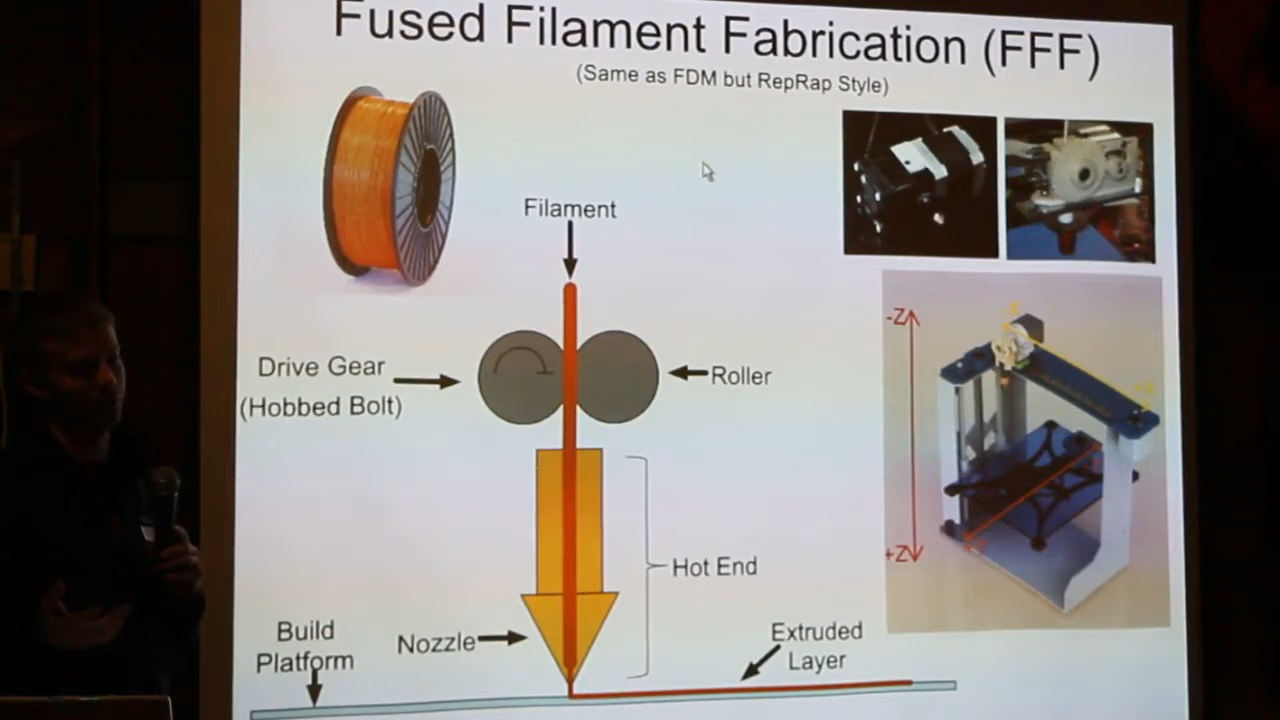 Fused Filament Fabrication (FFF)
(Same as FDM but RepRap Style)
Filament
Drive Gear
(Hobbed Bolt)
Roller
-Z
+Z
Hot End
Nozzle
Build
Platform
Extruded
Layer